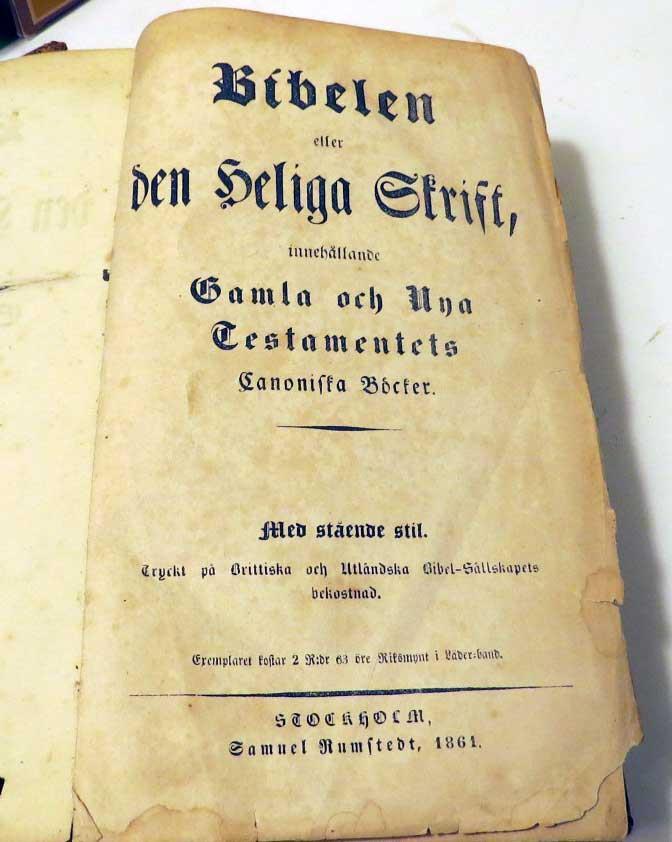 Bibelen
eller
den Heliga Skrift,
innehållande
Gamla och Nya
Testamentets
Canoniska Böcker.
Med stående stil.
Tryckt på Brittiska och Utländska Bibel-Sällskapets
bekostnad.
Exemplaret kostar 2 R:dr 63 öre Riksmynt i Läder-band.
STOCKHOLM,
Samuel Rumstedt, 1861.